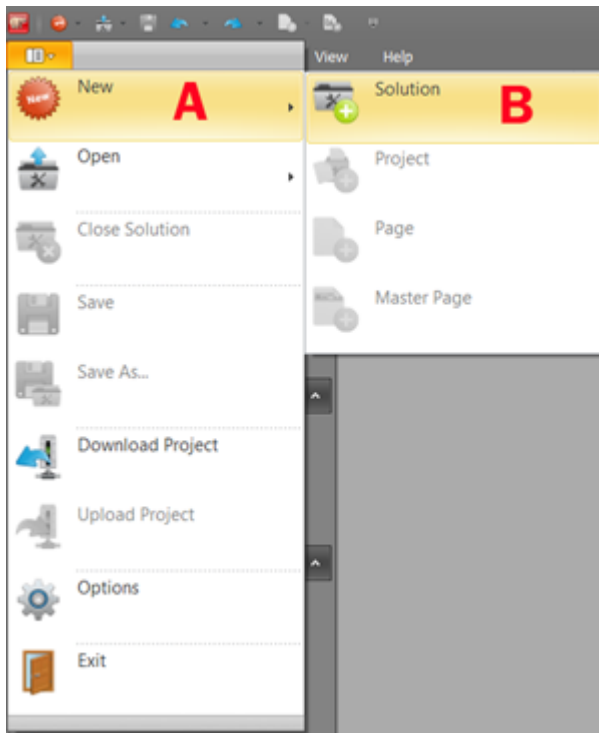 View Help
New
New A
Solution B
Open
Project
Close Solution
Page
Save
Master Page
Save As...
Download Project
Upload Project
Options
Exit